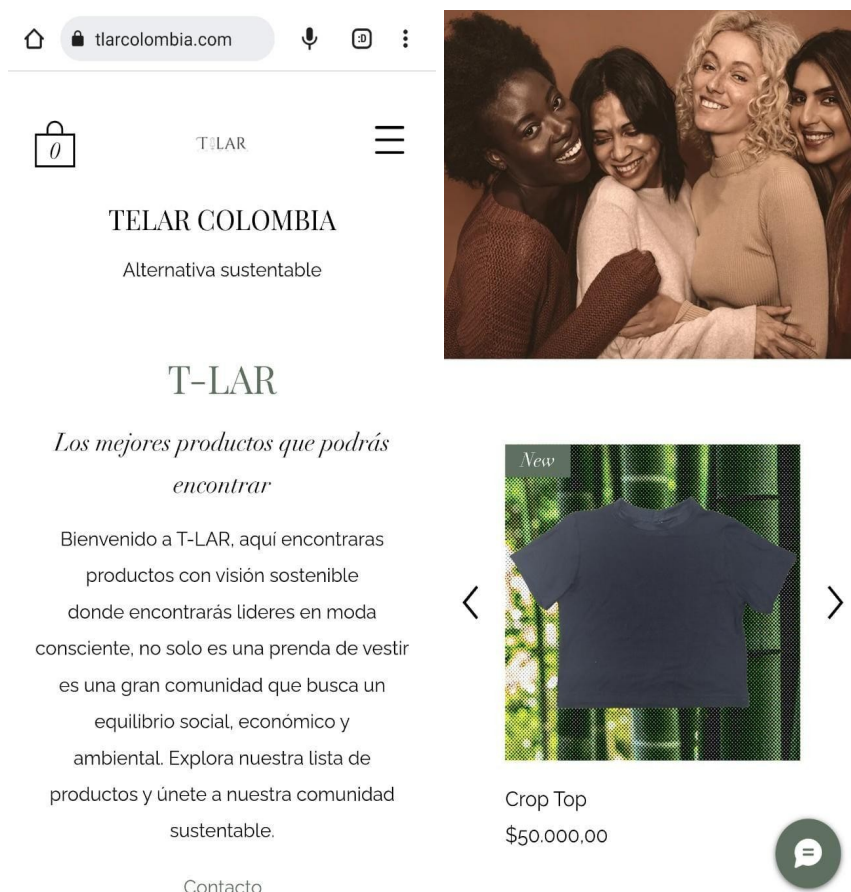 tlarcolombia.com
:D
0
T LAR
TELAR COLOMBIA
Alternativa sustentable
T-LAR
Los mejores productos que podrás
encontrar
Bienvenido a T-LAR, aquí encontraras
productos con visión sostenible
donde encontrarás lideres en moda
consciente, no solo es una prenda de vestir
es una gran comunidad que busca un
equilibrio social, económico y
ambiental. Explora nuestra lista de
productos y únete a nuestra comunidad
sustentable.
Contacto
New
Crop Top
$50.000,00